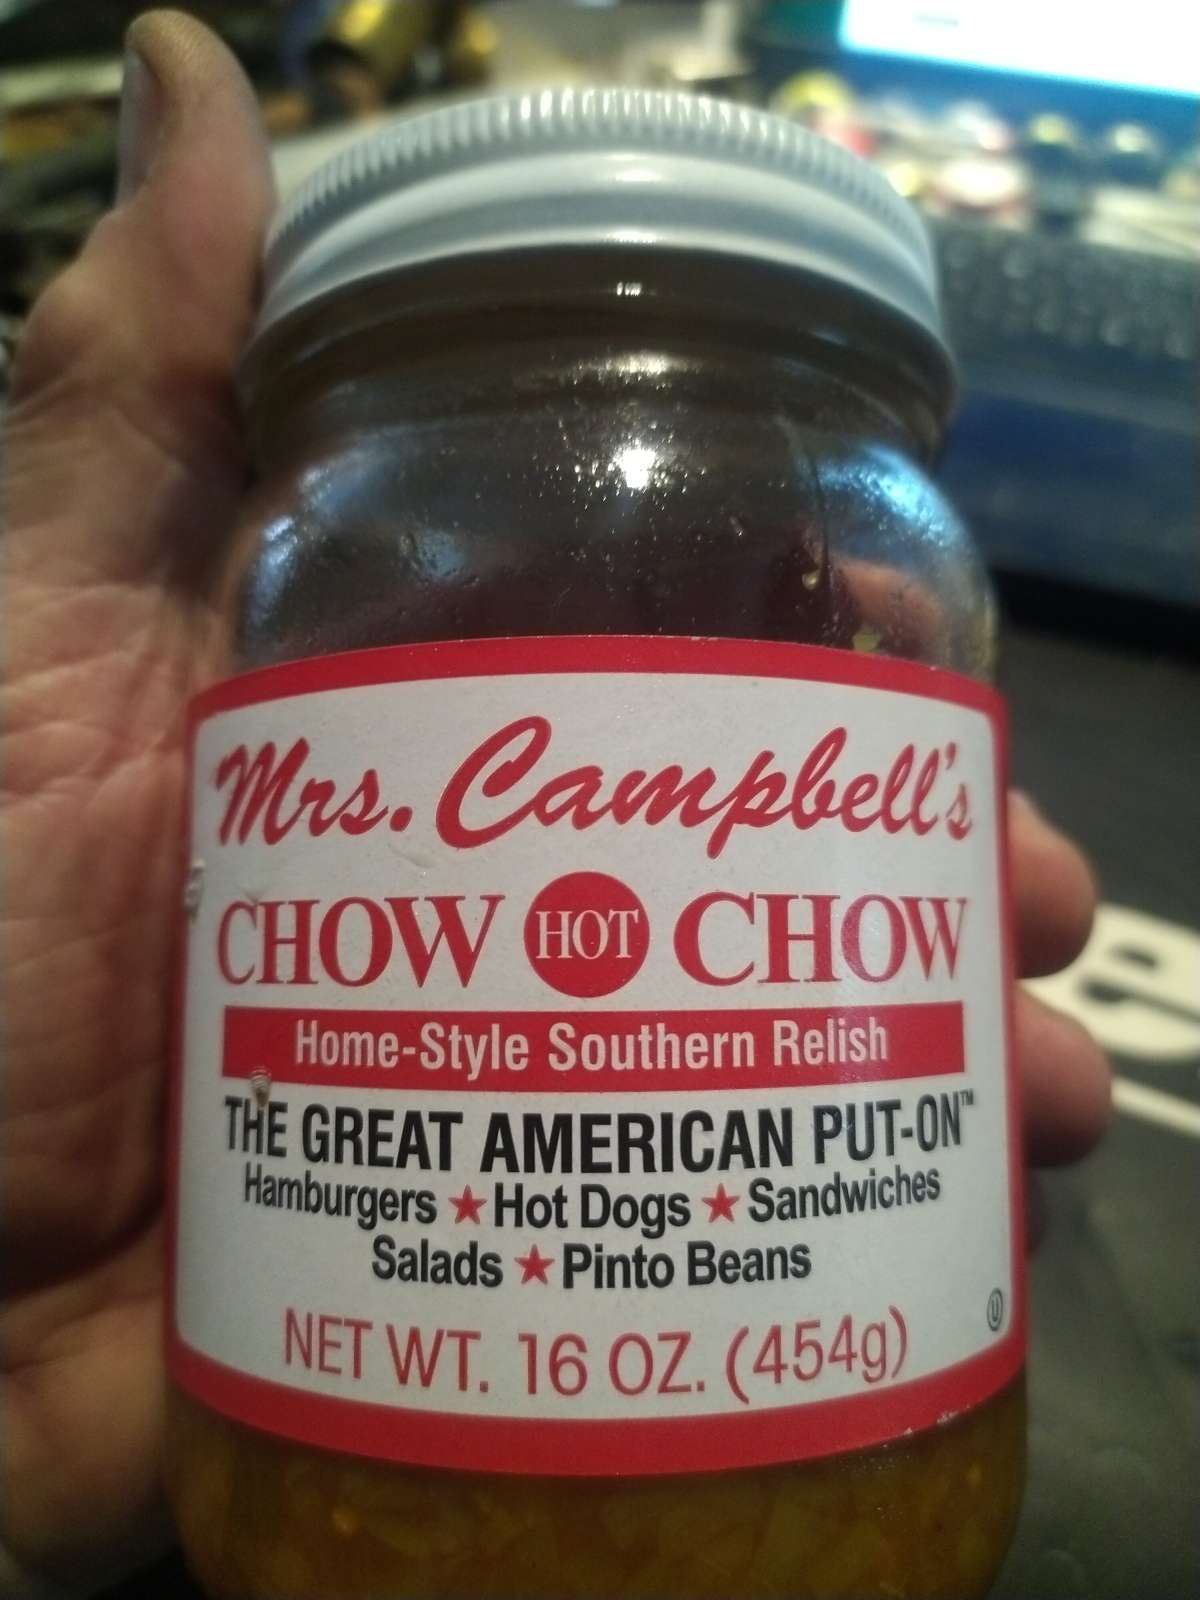 Mrs. Campbell's
CHOW HOT CHOW
Home-Style Southern Relish
THE GREAT AMERICAN PUT-ON™
Hamburgers ★ Hot Dogs ★ Sandwiches
Salads ★ Pinto Beans
U
NET WT. 16 OZ. (454g)